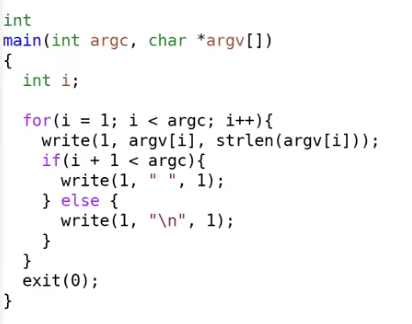 int
main(int argc, char *argv[])
{
  int i;

  for(i = 1; i < argc; i++){
    write(1, argv[i], strlen(argv[i]));
    if(i + 1 < argc){
      write(1, " ", 1);
    } else {
      write(1, "\n", 1);
    }
  }
  exit(0);
}